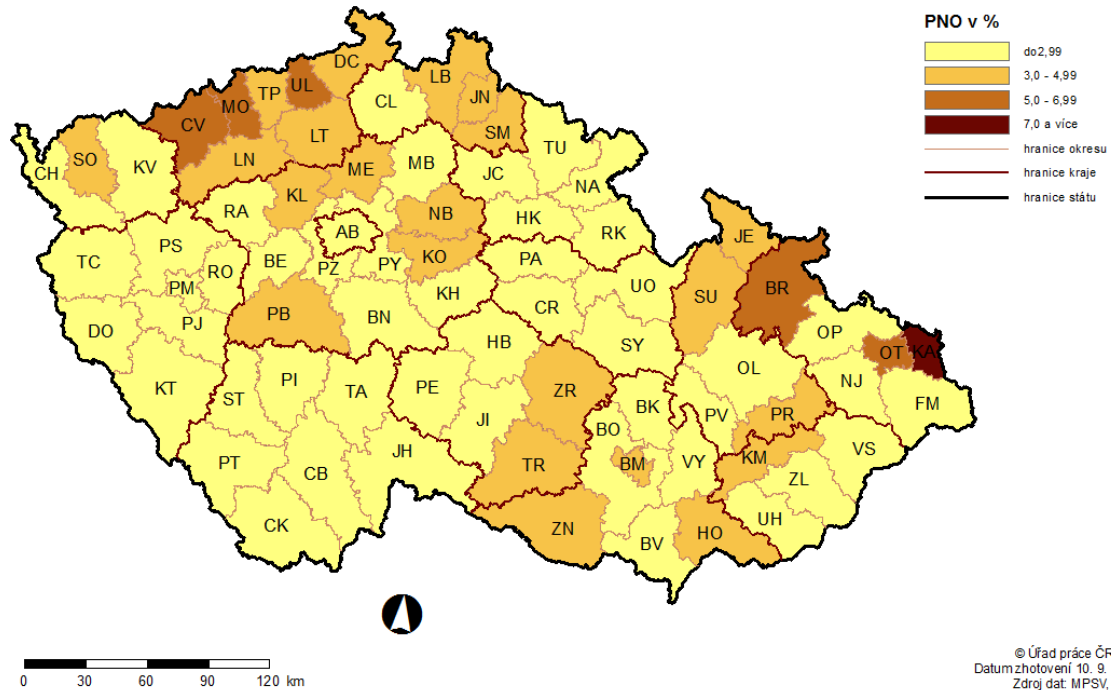 PNO v %
do2,99
3,0 - 4,99
5,0 - 6,99
7,0 a více
hranice okresu
hranice kraje
hranice státu
DC
UL
TP
MO
LB
JN
CL
CV
LT
SM
LN
TU
SO
KV
ME
MB
JC
CH
NA
KL
RA
NB
HK
AB
RK
JE
PS
RO
BE
KO
PA
TC
PZ
PY
UO
SU
BR
PM
KH
CR
PB
BN
OP
DO
PJ
HB
SY
OT
KA
OL
NJ
KT
PI
TA
PE
ZR
FM
ST
BK
PV
PR
JI
BO
VS
JH
KM
PT
CB
TR
BM
VY
ZL
CK
ZN
HO
UH
BV
0 30 60 90 120 km
© Úřad práce ČR
Datumzhotovení 10. 9.
Zdroj dat: MPSV,